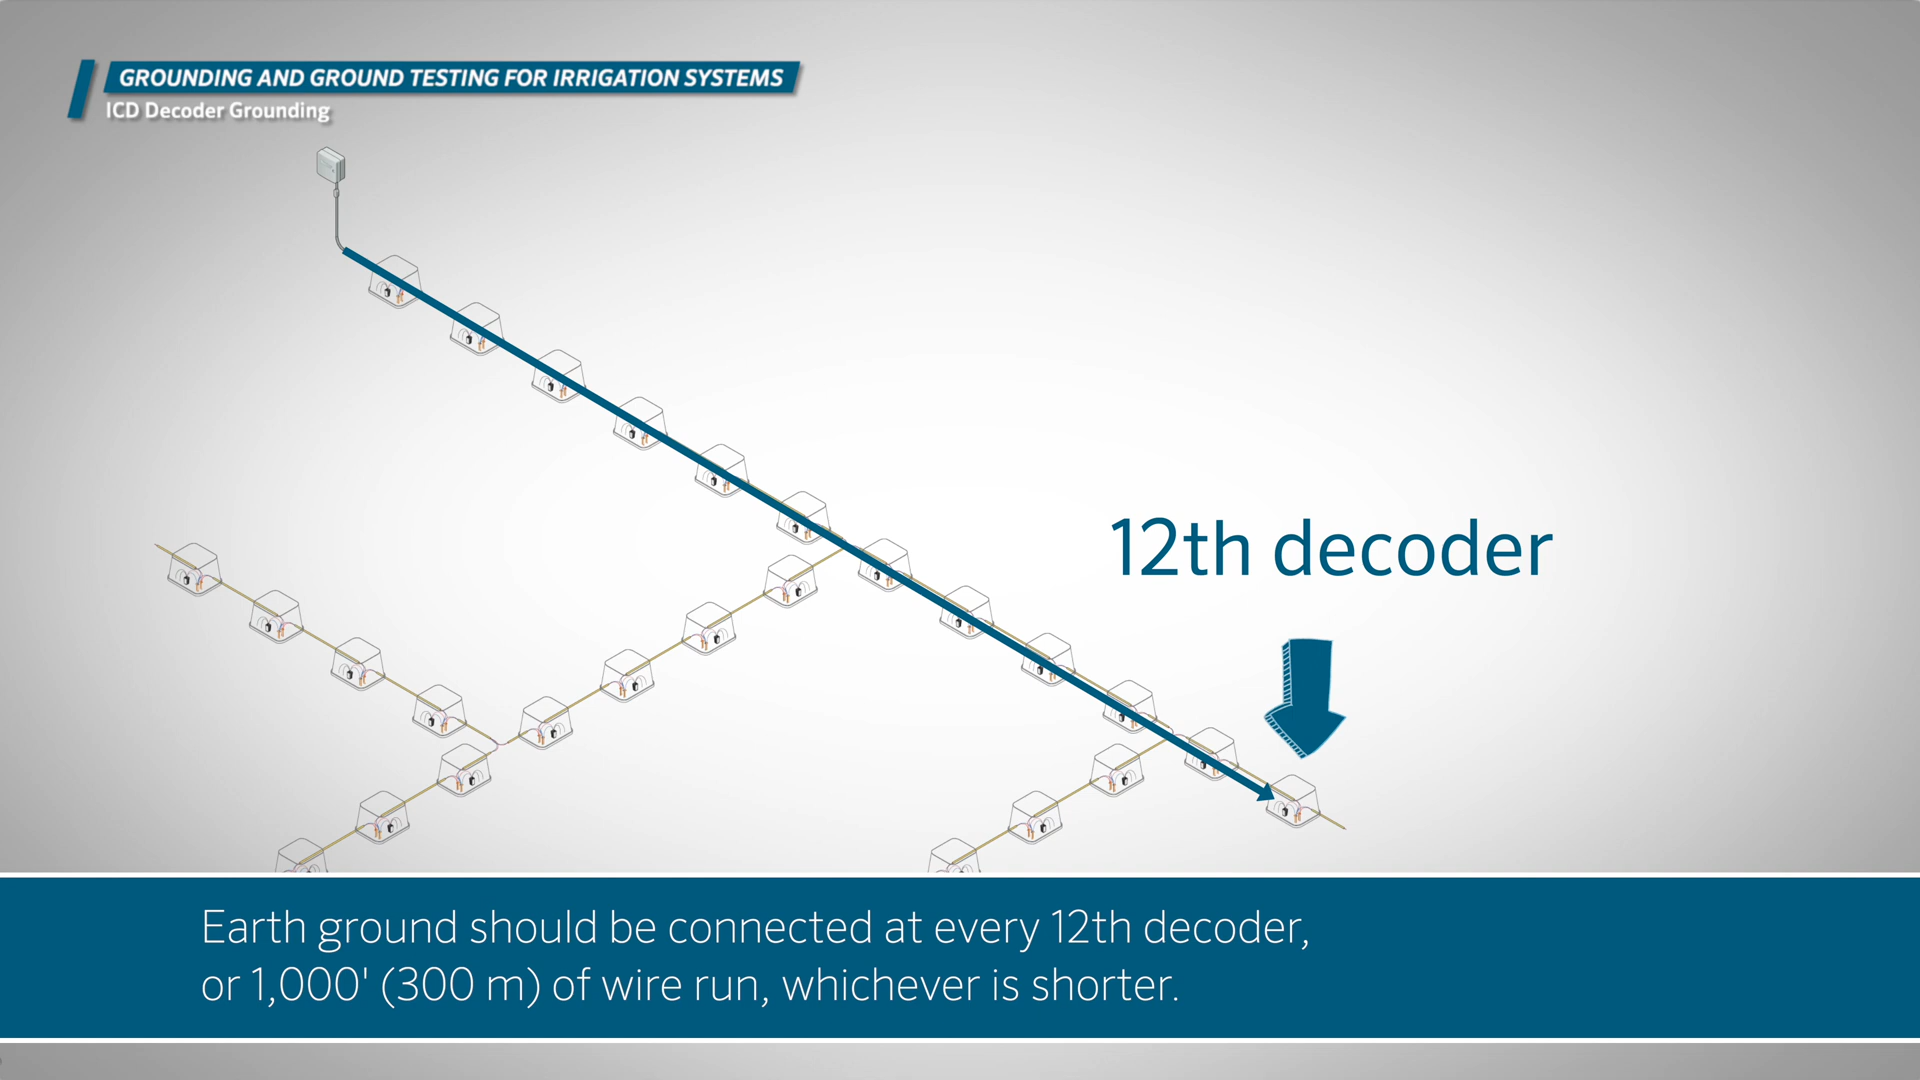 GROUNDING AND GROUND TESTING FOR IRRIGATION SYSTEMS
ICD Decoder Grounding
12th decoder
Earth ground should be connected at every 12th decoder,
or 1,000' (300 m) of wire run, whichever is shorter.